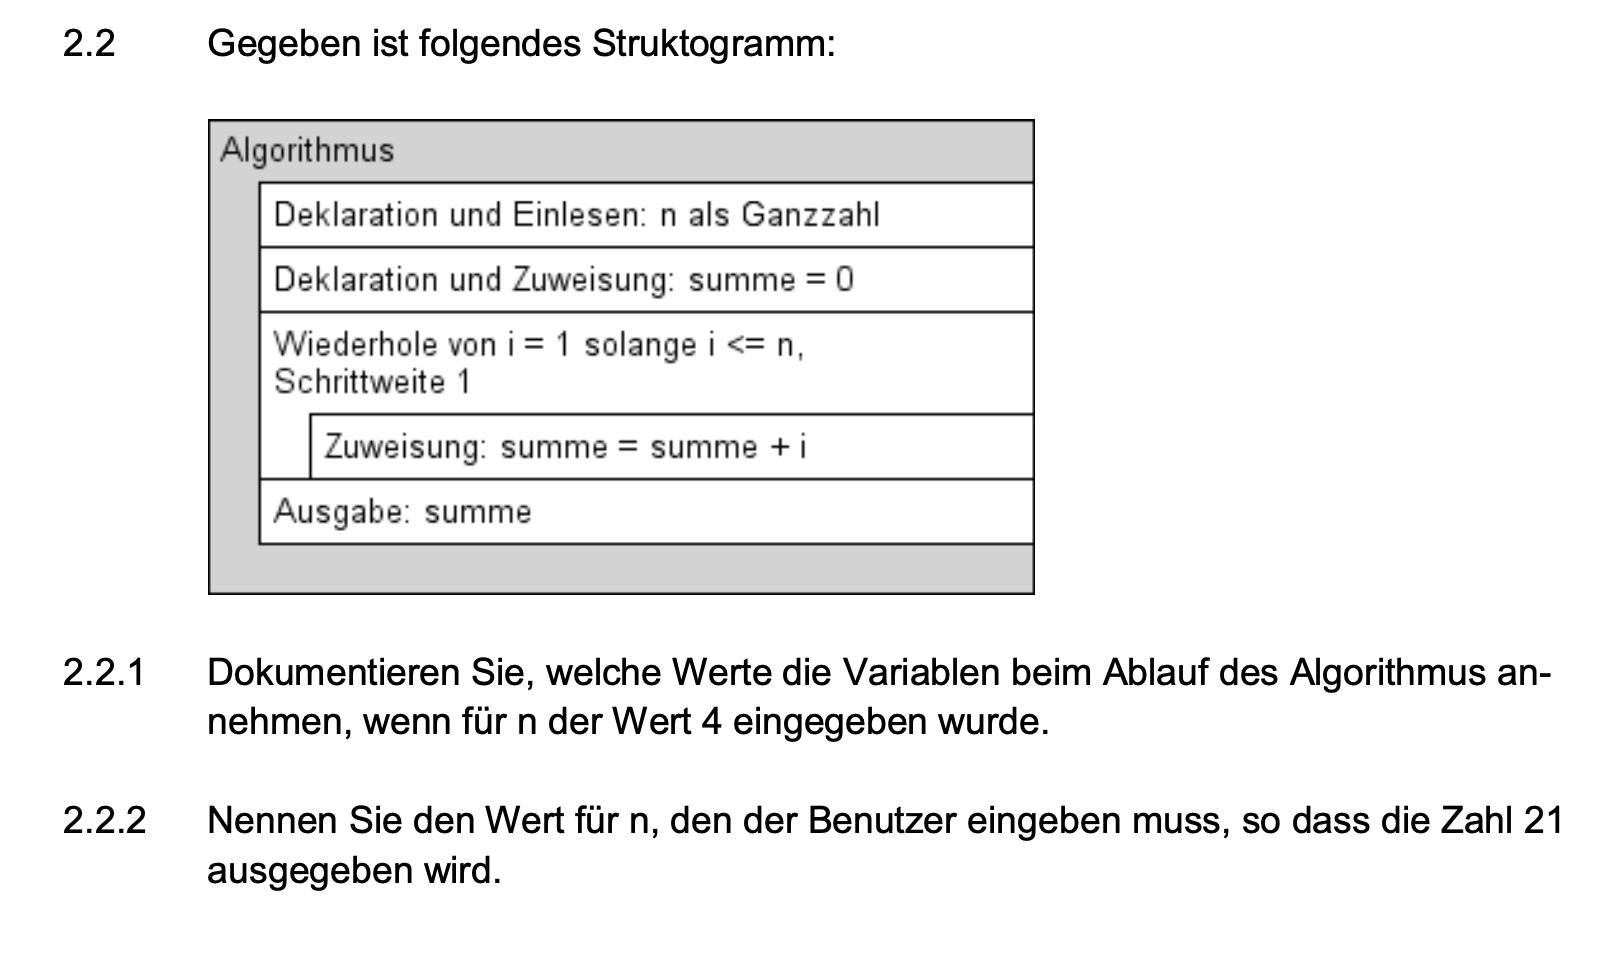 2.2 Gegeben ist folgendes Struktogramm:
Algorithmus
Deklaration und Einlesen: n als Ganzzahl
Deklaration und Zuweisung: summe = 0
Wiederhole von i = 1 solange i <= n,
Schrittweite 1
Zuweisung: summe = summe + i
Ausgabe: summe
2.2.1 Dokumentieren Sie, welche Werte die Variablen beim Ablauf des Algorithmus an-
nehmen, wenn für n der Wert 4 eingegeben wurde.
2.2.2 Nennen Sie den Wert für n, den der Benutzer eingeben muss, so dass die Zahl 21
ausgegeben wird.